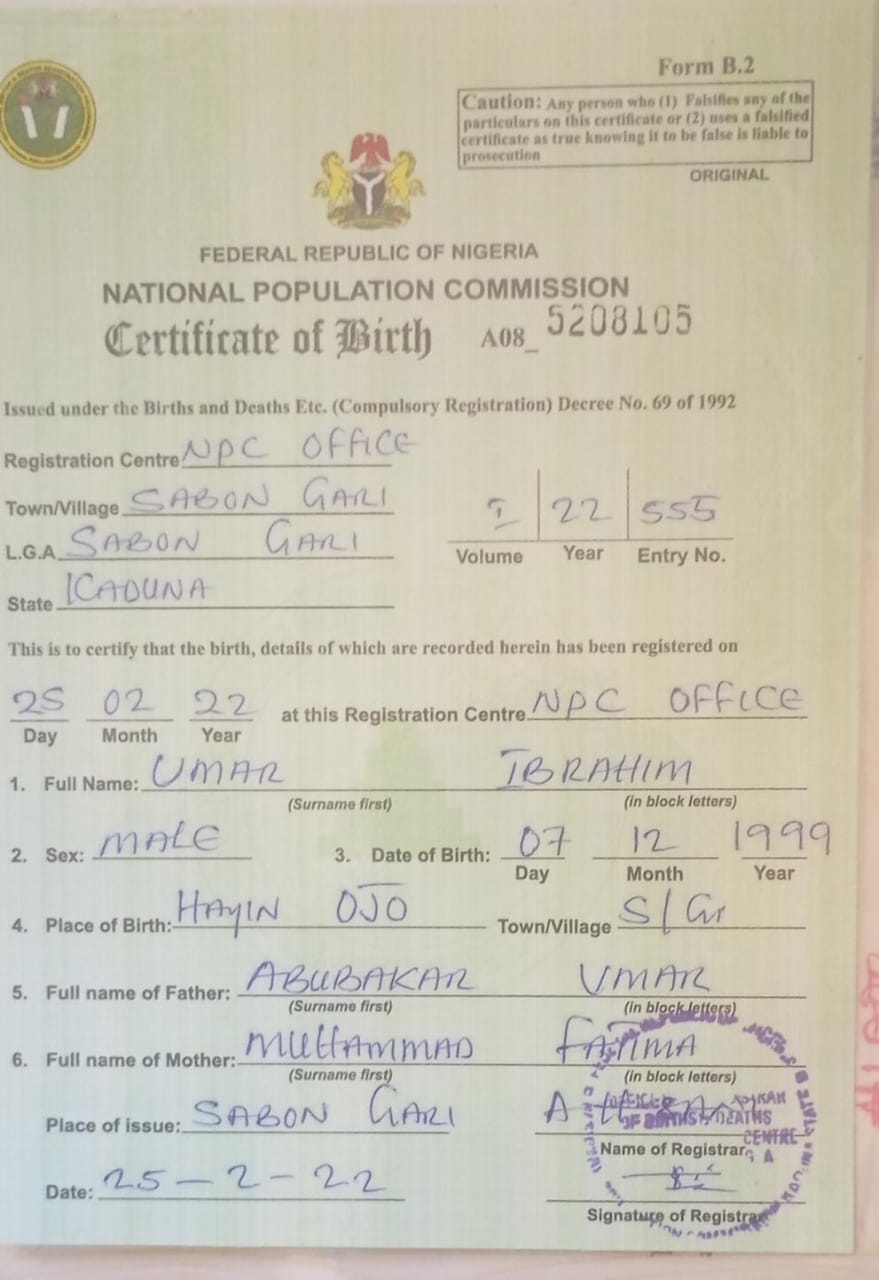 Form B.2
Caution: Any person who (1) Falsifies any of the
particulars on this certificate or (2) uses a falsified
certificate as true knowing it to be false is liable to
prosecution
ORIGINAL
FEDERAL REPUBLIC OF NIGERIA
NATIONAL POPULATION COMMISSION
Certificate of Birth A08_ 5208105
Issued under the Births and Deaths Etc. (Compulsory Registration) Decree No. 69 of 1992
Registration Centre NPC OFFICE
Town/Village SABON GARI
L.G.A SABON GARI
I 22 555
Volume Year Entry No.
State KADUNA
This is to certify that the birth, details of which are recorded herein has been registered on
25 02 22 at this Registration Centre NPC OFFICE
Day Month Year
1. Full Name: UMAR IBRAHIM
(Surname first) (in block letters)
2. Sex: MALE 3. Date of Birth: 07 12 1999
Day Month Year
4. Place of Birth: HAYIN OJO Town/Village S/Gr
5. Full name of Father: ABUBAKAR UMAR
(Surname first) (in block letters)
6. Full name of Mother: MUHAMMAD FATIMA
(Surname first) (in block letters)
Place of issue: SABON GARI A
DEATHS
CENTRE
Name of Registrar
Date: 25-2-22
Signature of Registrar